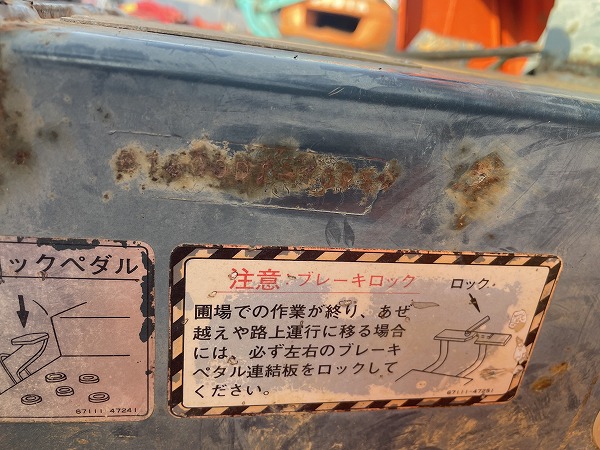 ックペダル
67111-47241
注意:ブレーキロック
ロック
圃場での作業が終り、あぜ
越えや路上運行に移る場合
には、必ず左右のブレーキ
ペダル連結板をロックして
ください。